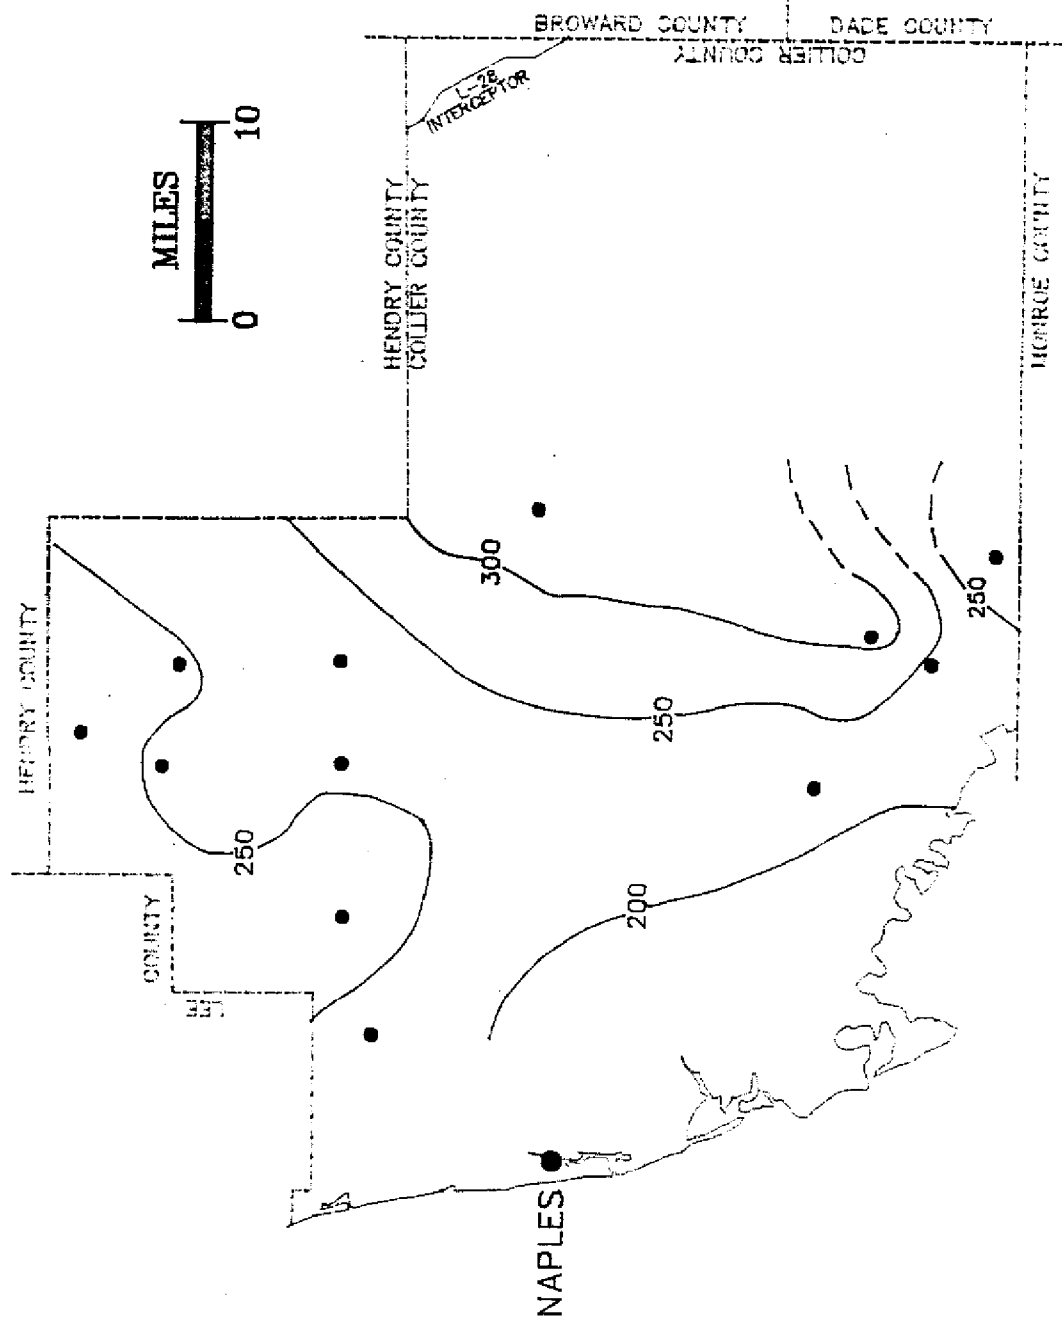 BROWARD COUNTY
DADE COUNTY
COLLIER COUNTY
L-28
INTERCEPTOR
MILES
0
10
HENDRY COUNTY
COLLIER COUNTY
MONROE COUNTY
HENDRY COUNTY
LEE
COUNTY
300
250
250
250
200
NAPLES